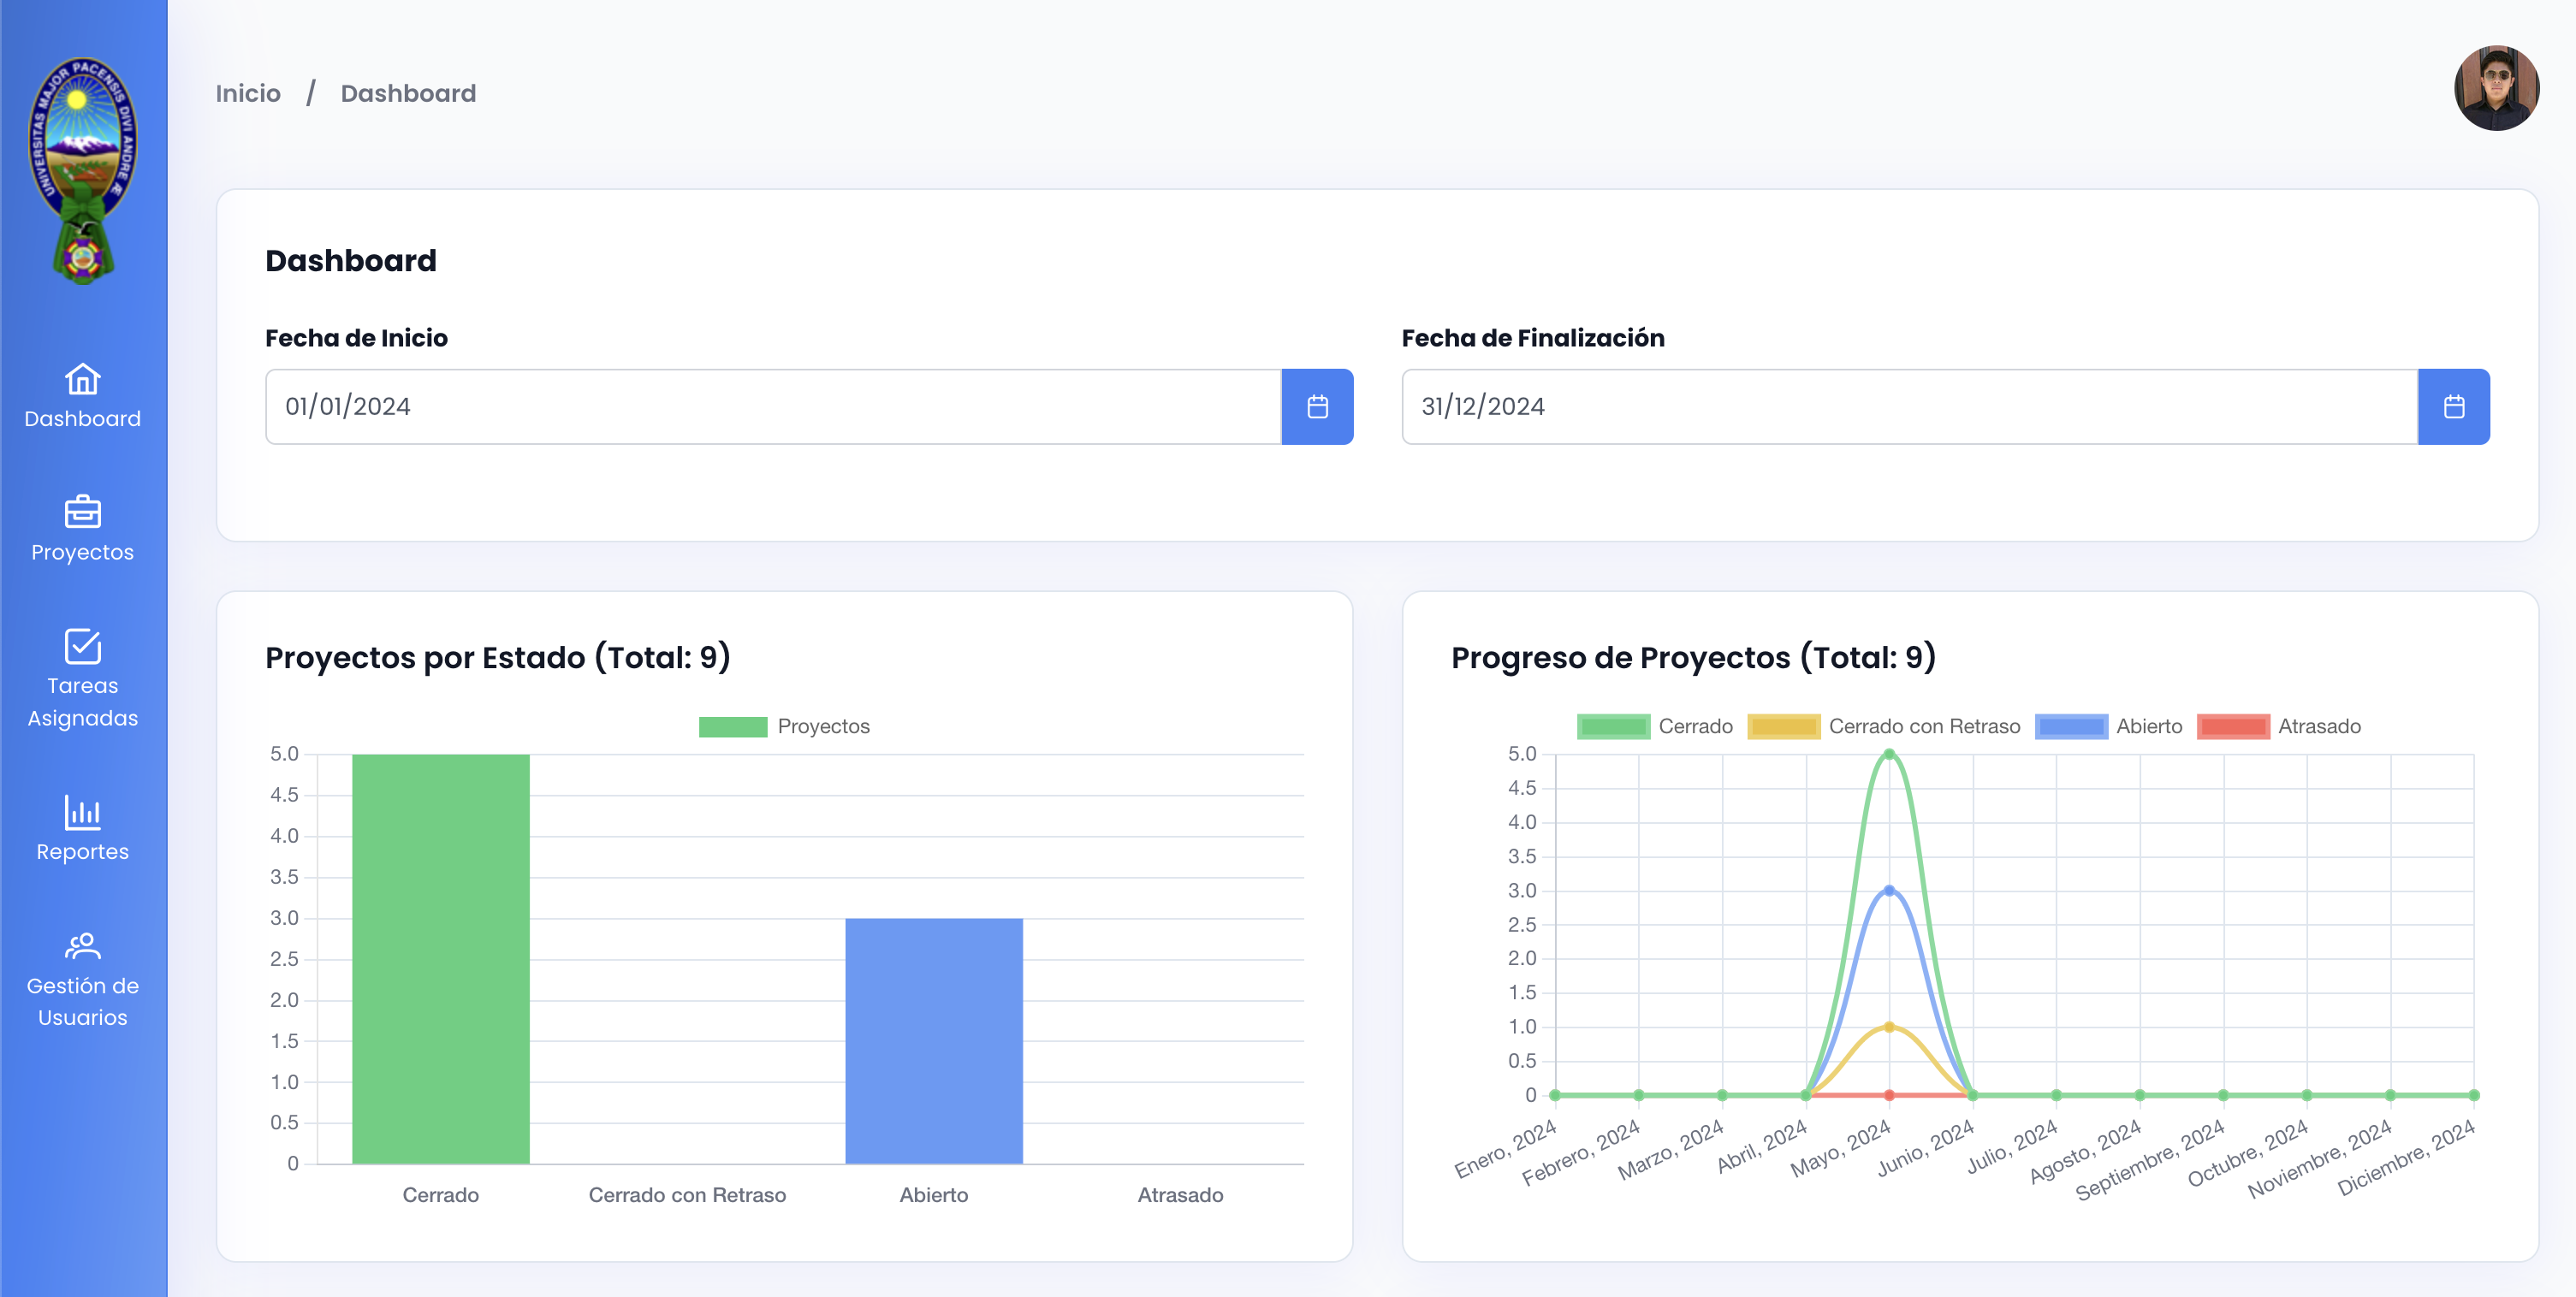 UNIVERSITAS MAJOR PACENSIS DIVI ANDRE Æ
Inicio / Dashboard
Dashboard
Proyectos
Tareas
Asignadas
Reportes
Gestión de
Usuarios
Dashboard
Fecha de Inicio
01/01/2024
Fecha de Finalización
31/12/2024
Proyectos por Estado (Total: 9)
Proyectos
5.0
4.5
4.0
3.5
3.0
2.5
2.0
1.5
1.0
0.5
0
Cerrado
Cerrado con Retraso
Abierto
Atrasado
Progreso de Proyectos (Total: 9)
Cerrado
Cerrado con Retraso
Abierto
Atrasado
5.0
4.5
4.0
3.5
3.0
2.5
2.0
1.5
1.0
0.5
0
Enero, 2024
Febrero, 2024
Marzo, 2024
Abril, 2024
Mayo, 2024
Junio, 2024
Julio, 2024
Agosto, 2024
Septiembre, 2024
Octubre, 2024
Noviembre, 2024
Diciembre, 2024